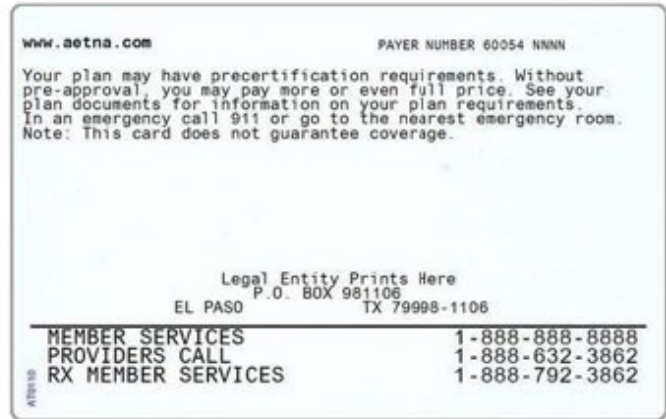 www.aetna.com PAYER NUMBER 60054 NNNN
Your plan may have precertification requirements. Without
pre-approval, you may pay more or even full price. See your
plan documents for information on your plan requirements.
In an emergency call 911 or go to the nearest emergency room.
Note: This card does not guarantee coverage.
Legal Entity Prints Here
P.O. BOX 981106
EL PASO TX 79998-1106
MEMBER SERVICES 1-888-888-8888
PROVIDERS CALL 1-888-632-3862
RX MEMBER SERVICES 1-888-792-3862
AT0110